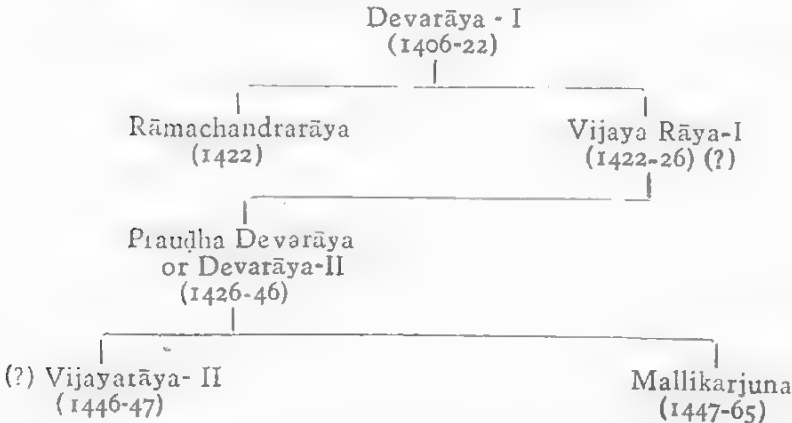 Devarāya - I
(1406-22)
Rāmachandrarāya
(1422)
Vijaya Rāya-I
(1422-26) (?)
Prauḍha Devarāya
or Devarāya-II
(1426-46)
(?) Vijayarāya- II
(1446-47)
Mallikarjuna
(1447-65)